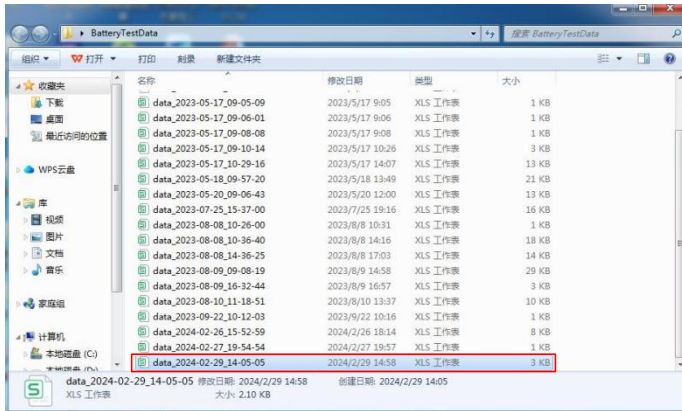 BatteryTestData
搜索 BatteryTestData
组织 打开 打印 刻录 新建文件夹
名称 修改日期 类型 大小
收藏夹
下载
桌面
最近访问的位置
WPS云盘
库
视频
图片
文档
音乐
家庭组
计算机
本地磁盘 (C:)
本地磁盘 (D:)
data_2023-05-17_09-05-09 2023/5/17 9:05 XLS 工作表 1 KB
data_2023-05-17_09-06-01 2023/5/17 9:06 XLS 工作表 1 KB
data_2023-05-17_09-08-08 2023/5/17 9:08 XLS 工作表 1 KB
data_2023-05-17_09-10-14 2023/5/17 10:26 XLS 工作表 3 KB
data_2023-05-17_10-29-16 2023/5/17 14:07 XLS 工作表 13 KB
data_2023-05-18_09-57-20 2023/5/18 13:49 XLS 工作表 21 KB
data_2023-05-20_09-06-43 2023/5/20 12:00 XLS 工作表 13 KB
data_2023-07-25_15-37-00 2023/7/25 19:16 XLS 工作表 16 KB
data_2023-08-08_10-26-00 2023/8/8 10:31 XLS 工作表 1 KB
data_2023-08-08_10-36-40 2023/8/8 14:16 XLS 工作表 18 KB
data_2023-08-08_14-36-25 2023/8/8 17:03 XLS 工作表 14 KB
data_2023-08-09_09-08-19 2023/8/9 14:58 XLS 工作表 29 KB
data_2023-08-09_16-32-44 2023/8/9 16:57 XLS 工作表 3 KB
data_2023-08-10_11-18-51 2023/8/10 13:37 XLS 工作表 10 KB
data_2023-09-22_10-12-03 2023/9/22 10:16 XLS 工作表 1 KB
data_2024-02-26_15-52-59 2024/2/26 18:14 XLS 工作表 8 KB
data_2024-02-27_19-54-54 2024/2/27 19:57 XLS 工作表 1 KB
data_2024-02-29_14-05-05 2024/2/29 14:58 XLS 工作表 3 KB
data_2024-02-29_14-05-05 修改日期: 2024/2/29 14:58 创建日期: 2024/2/29 14:05
XLS 工作表 大小: 2.10 KB